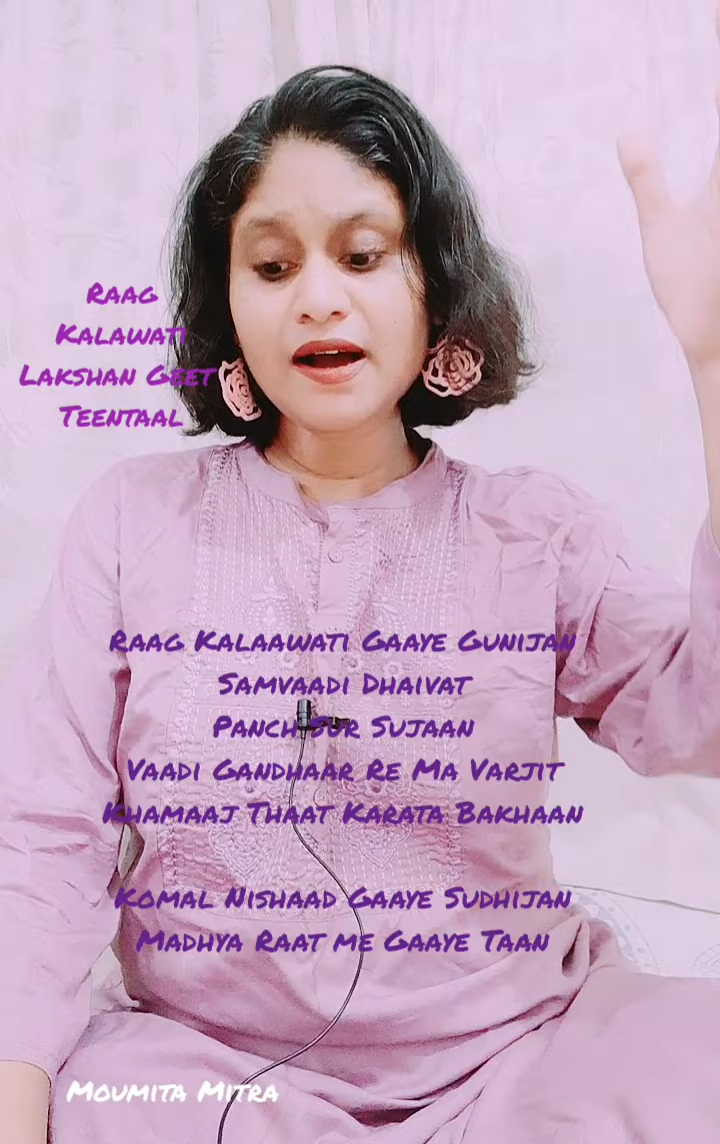 Raag
Kalawati
Lakshan Geet
Teentaal
Raag Kalaawati Gaaye Gunijan
Samvaadi Dhaivat
Panch Sur Sujaan
Vaadi Gandhaar Re Ma Varjit
Khamaaj Thaat Karata Bakhaan
Komal Nishaad Gaaye Sudhijan
Madhya Raat me Gaaye Taan
Moumita Mitra